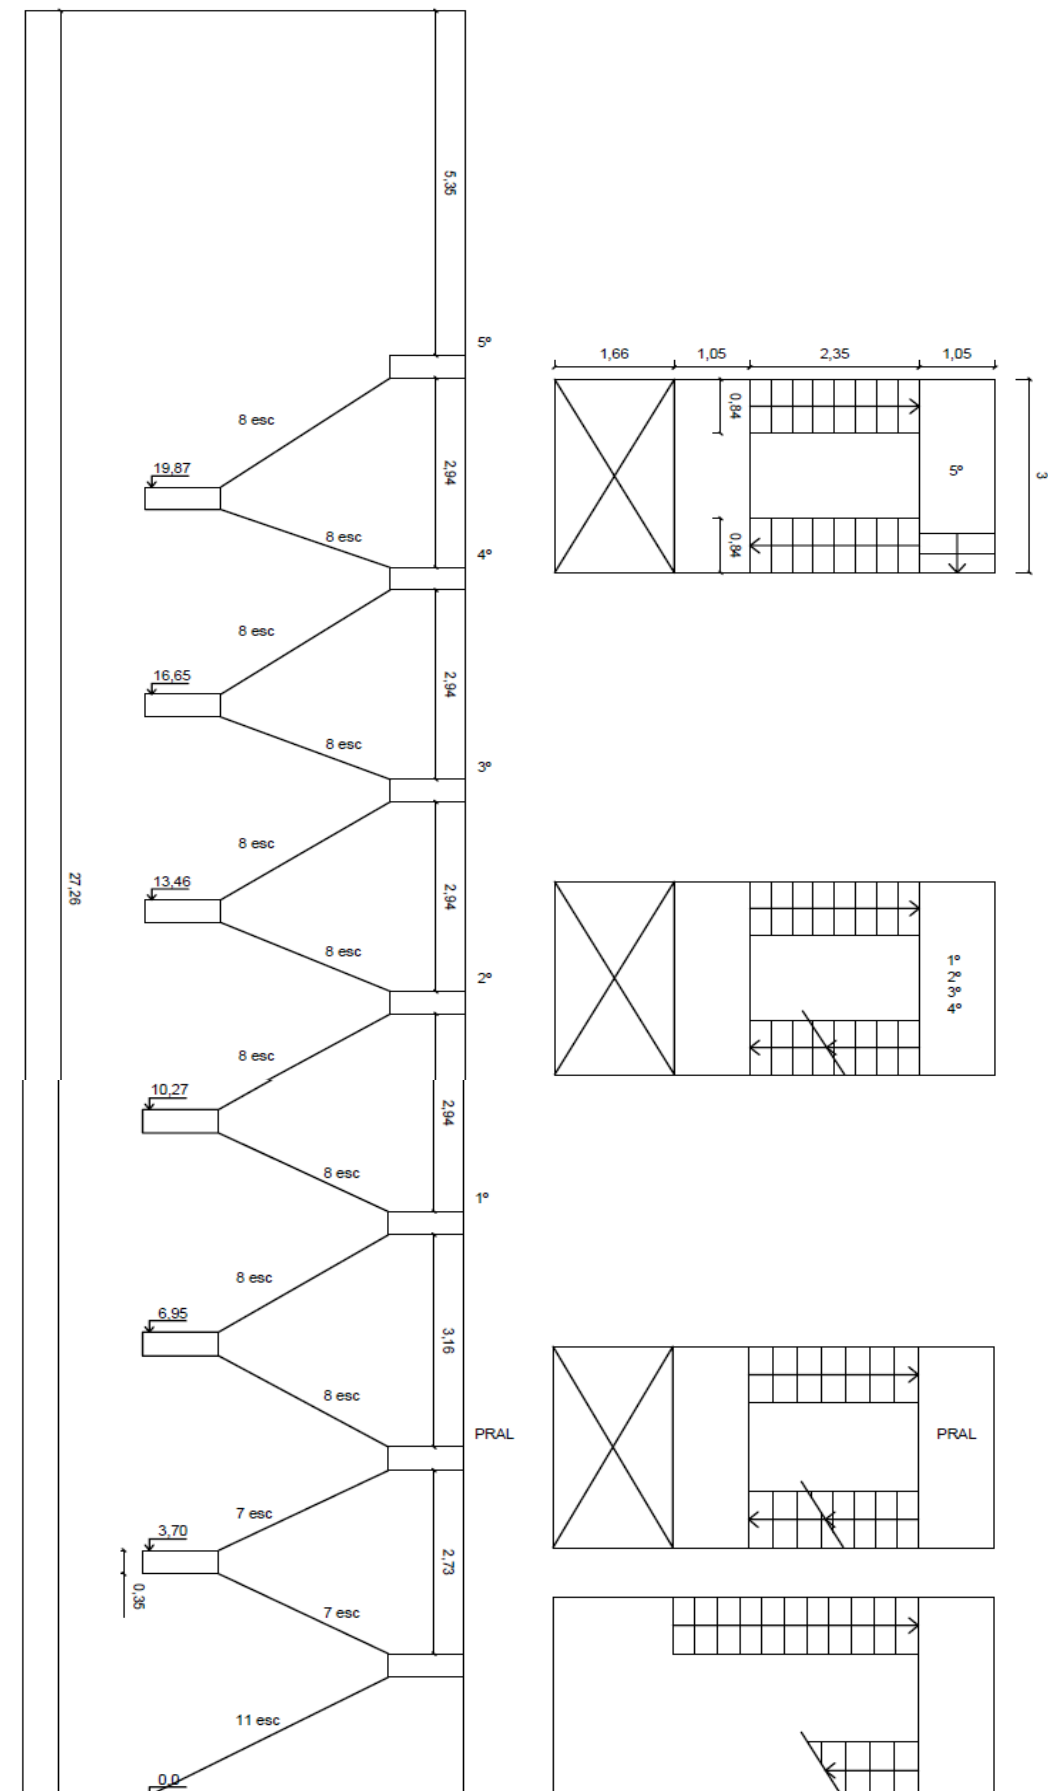 5,35
5º
8 esc
19,87
2,94
8 esc
4º
8 esc
16,65
2,94
8 esc
3º
8 esc
27,26
13,46
2,94
8 esc
2º
8 esc
10,27
2,94
8 esc
1º
8 esc
6,95
3,16
8 esc
PRAL
7 esc
3,70
2,73
0,35
7 esc
11 esc
0,0
1,66
1,05
2,35
1,05
0,84
5º
3
0,84
1º
2º
3º
4º
PRAL